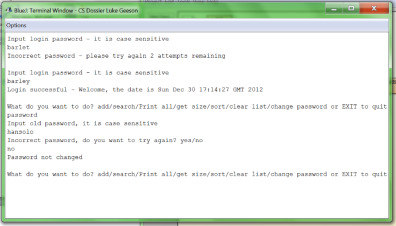 BlueJ: Terminal Window - CS Dossier Luke Geeson
Options
Input login password - it is case sensitive
barlet
Incorrect password - please try again 2 attempts remaining
Input login password - it is case sensitive
barley
Login successful - Welcome, the date is Sun Dec 30 17:14:27 GMT 2012
What do you want to do? add/search/Print all/get size/sort/clear list/change password or EXIT to quit
password
Input old password, it is case sensitive
hansolo
Incorrect password, do you want to try again? yes/no
no
Password not changed
What do you want to do? add/search/Print all/get size/sort/clear list/change password or EXIT to quit